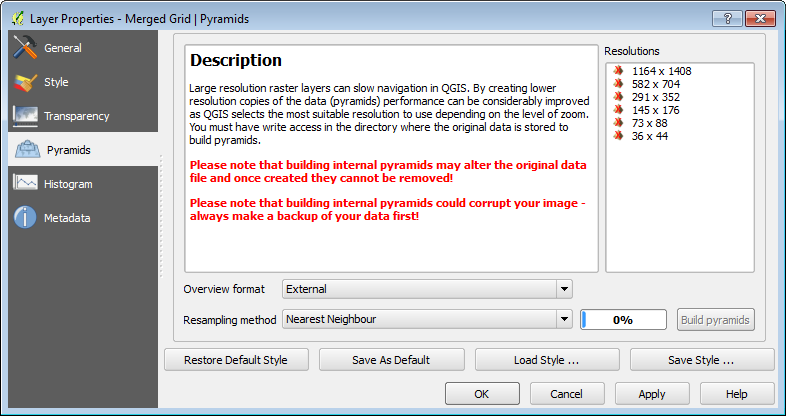 Layer Properties - Merged Grid | Pyramids
?
General
Style
Transparency
Pyramids
Histogram
Metadata
Description
Large resolution raster layers can slow navigation in QGIS. By creating lower
resolution copies of the data (pyramids) performance can be considerably improved
as QGIS selects the most suitable resolution to use depending on the level of zoom.
You must have write access in the directory where the original data is stored to
build pyramids.
Please note that building internal pyramids may alter the original data
file and once created they cannot be removed!
Please note that building internal pyramids could corrupt your image -
always make a backup of your data first!
Resolutions
1164 x 1408
582 x 704
291 x 352
145 x 176
73 x 88
36 x 44
Overview format External
Resampling method Nearest Neighbour 0% Build pyramids
Restore Default Style Save As Default Load Style ... Save Style ...
OK Cancel Apply Help